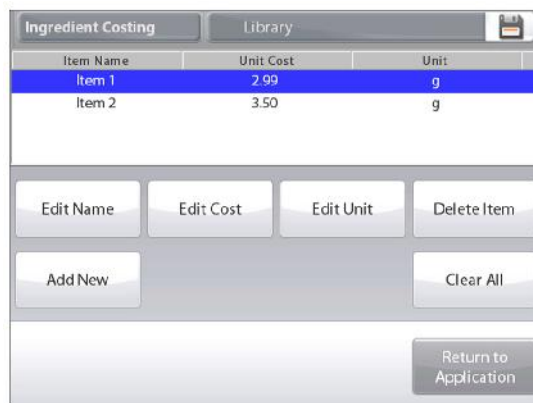 Ingredient Costing Library
Item Name Unit Cost Unit
Item 1 2.99 g
Item 2 3.50 g
Edit Name Edit Cost Edit Unit Delete Item
Add New Clear All
Return to
Application